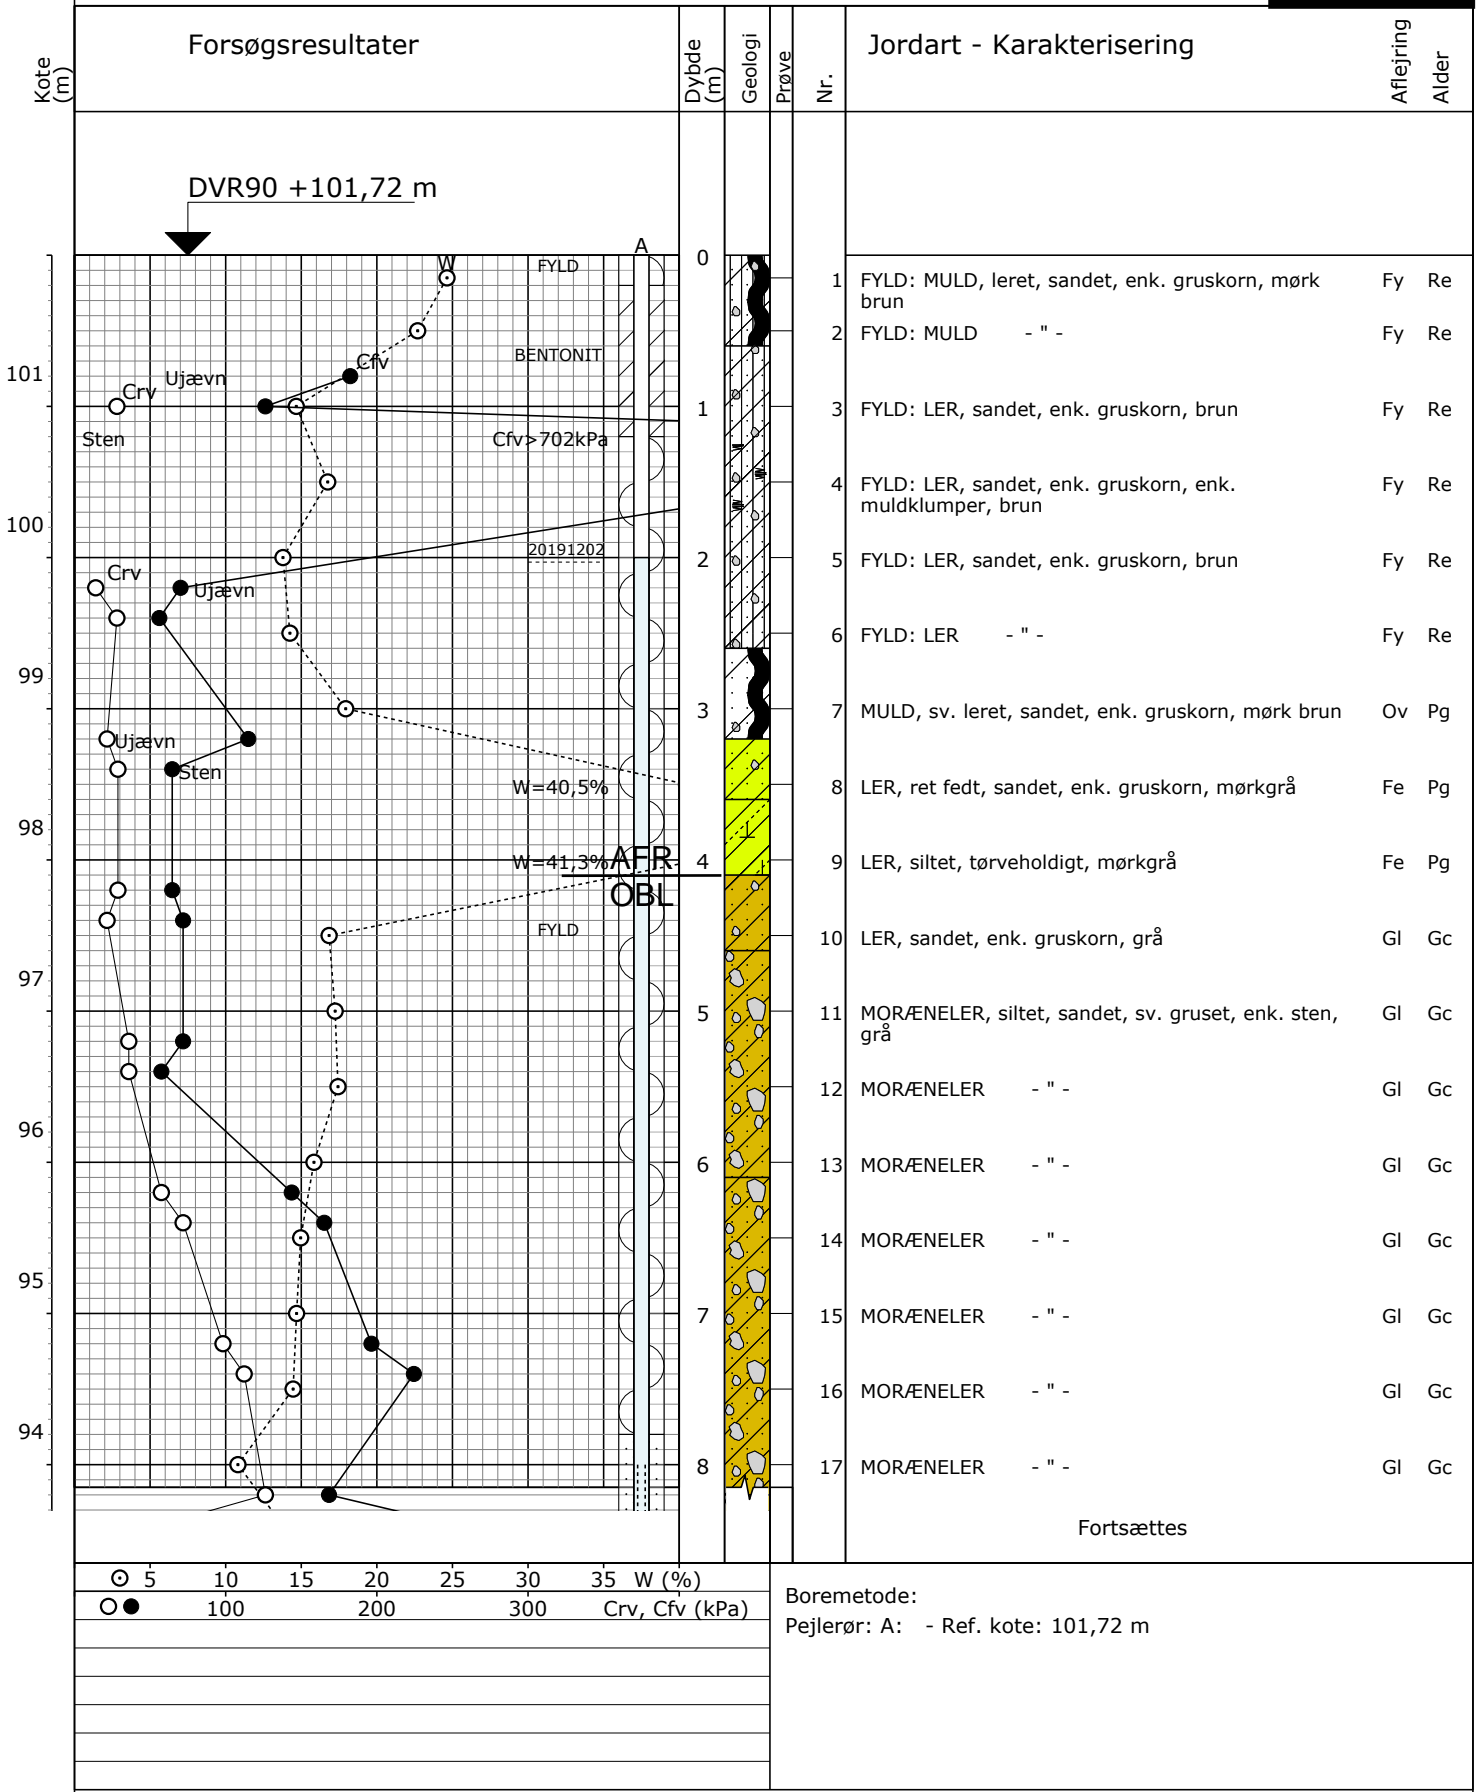 Kote (m)
Forsøgsresultater
Dybde (m)
Geologi
Prøve
Nr.
Jordart - Karakterisering
Aflejring
Alder
DVR90 +101,72 m
A
W
FYLD
0
1 FYLD: MULD, leret, sandet, enk. gruskorn, mørk Fy Re
brun
2 FYLD: MULD - " - Fy Re
BENTONIT
Cfv
101
Ujævn
Crv
1
3 FYLD: LER, sandet, enk. gruskorn, brun Fy Re
Sten
Cfv>702kPa
4 FYLD: LER, sandet, enk. gruskorn, enk. Fy Re
muldklumper, brun
100
20191202
2
5 FYLD: LER, sandet, enk. gruskorn, brun Fy Re
Crv
Ujævn
6 FYLD: LER - " - Fy Re
99
3
7 MULD, sv. leret, sandet, enk. gruskorn, mørk brun Ov Pg
Ujævn
Sten
W=40,5%
8 LER, ret fedt, sandet, enk. gruskorn, mørkgrå Fe Pg
98
W=41,3%
AFR
4
9 LER, siltet, tørveholdigt, mørkgrå Fe Pg
OBL
FYLD
10 LER, sandet, enk. gruskorn, grå Gl Gc
97
5
11 MORÆNELER, siltet, sandet, sv. gruset, enk. sten, Gl Gc
grå
12 MORÆNELER - " - Gl Gc
96
6
13 MORÆNELER - " - Gl Gc
14 MORÆNELER - " - Gl Gc
95
7
15 MORÆNELER - " - Gl Gc
16 MORÆNELER - " - Gl Gc
94
8
17 MORÆNELER - " - Gl Gc
Fortsættes
5 10 15 20 25 30 35 W (%)
100 200 300 Crv, Cfv (kPa)
Boremetode:
Pejlerør: A: - Ref. kote: 101,72 m